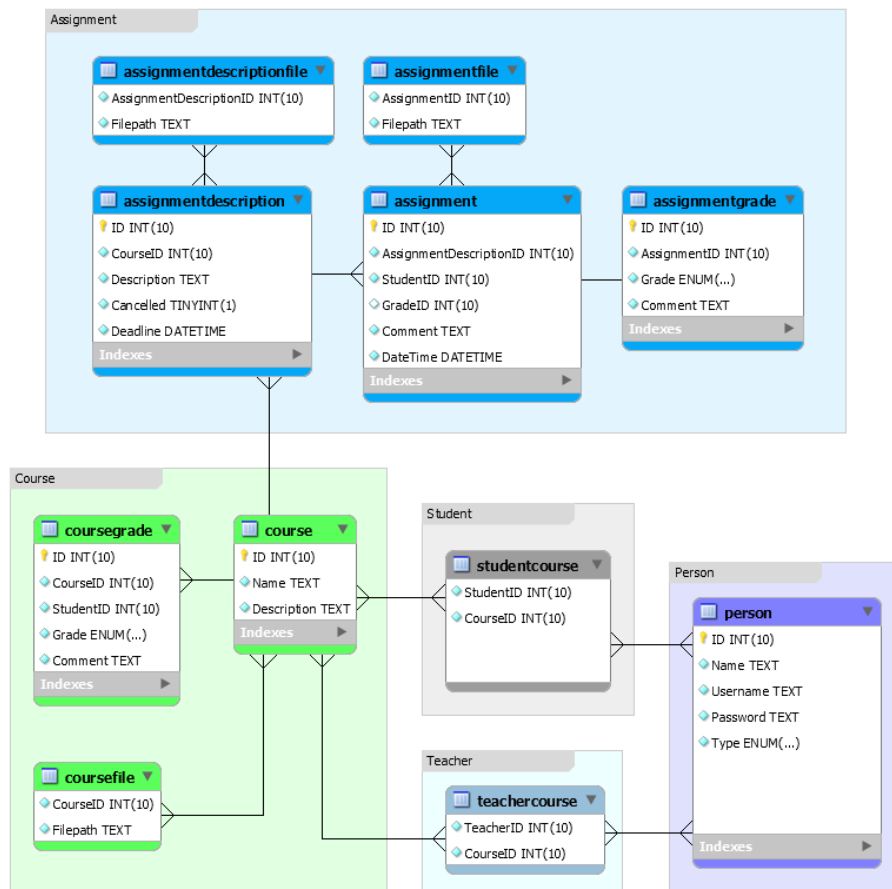 Assignment
assignmentdescriptionfile
AssignmentDescriptionID INT(10)
Filepath TEXT
assignmentfile
AssignmentID INT(10)
Filepath TEXT
assignmentdescription
ID INT(10)
CourseID INT(10)
Description TEXT
Cancelled TINYINT(1)
Deadline DATETIME
Indexes
assignment
ID INT(10)
AssignmentDescriptionID INT(10)
StudentID INT(10)
GradeID INT(10)
Comment TEXT
DateTime DATETIME
Indexes
assignmentgrade
ID INT(10)
AssignmentID INT(10)
Grade ENUM(...)
Comment TEXT
Indexes
Course
coursegrade
ID INT(10)
CourseID INT(10)
StudentID INT(10)
Grade ENUM(...)
Comment TEXT
Indexes
course
ID INT(10)
Name TEXT
Description TEXT
Indexes
coursefile
CourseID INT(10)
Filepath TEXT
Student
studentcourse
StudentID INT(10)
CourseID INT(10)
Teacher
teachercourse
TeacherID INT(10)
CourseID INT(10)
Person
person
ID INT(10)
Name TEXT
Username TEXT
Password TEXT
Type ENUM(...)
Indexes